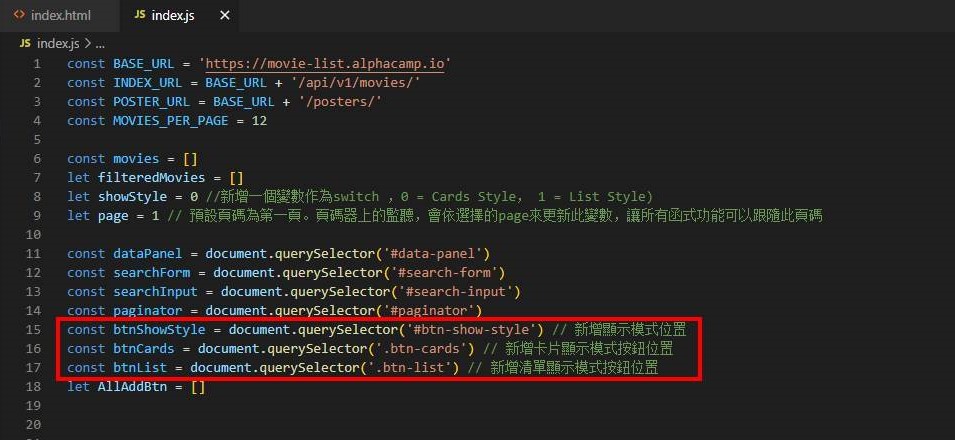 index.html
JS index.js
JS index.js > ...
1 const BASE_URL = 'https://movie-list.alphacamp.io'
2 const INDEX_URL = BASE_URL + '/api/v1/movies/'
3 const POSTER_URL = BASE_URL + '/posters/'
4 const MOVIES_PER_PAGE = 12
5
6 const movies = []
7 let filteredMovies = []
8 let showStyle = 0 //新增一個變數作為switch ，0 = Cards Style， 1 = List Style)
9 let page = 1 // 預設頁碼為第一頁。頁碼器上的監聽，會依選擇的page來更新此變數，讓所有函式功能可以跟隨此頁碼
10
11 const dataPanel = document.querySelector('#data-panel')
12 const searchForm = document.querySelector('#search-form')
13 const searchInput = document.querySelector('#search-input')
14 const paginator = document.querySelector('#paginator')
15 const btnShowStyle = document.querySelector('#btn-show-style') // 新增顯示模式位置
16 const btnCards = document.querySelector('.btn-cards') // 新增卡片顯示模式按鈕位置
17 const btnList = document.querySelector('.btn-list') // 新增清單顯示模式按鈕位置
18 let AllAddBtn = []
19
20
21